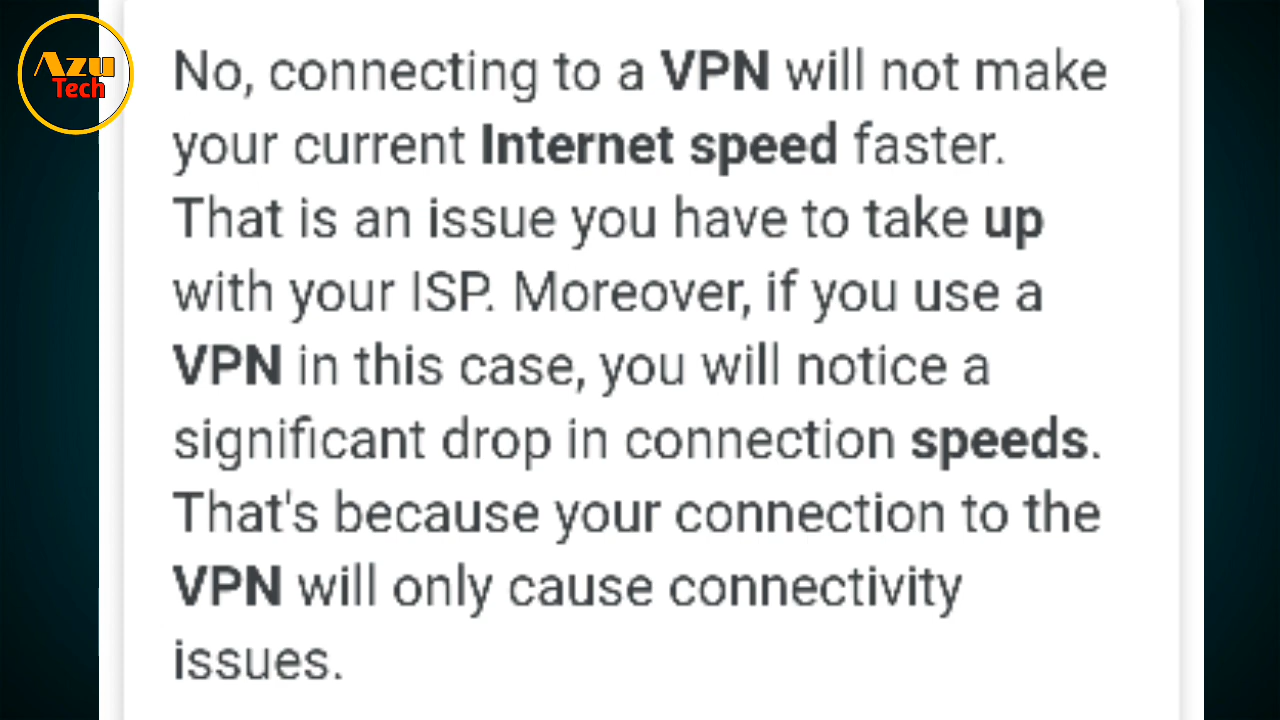 Azu
Tech
No, connecting to a VPN will not make
your current Internet speed faster.
That is an issue you have to take up
with your ISP. Moreover, if you use a
VPN in this case, you will notice a
significant drop in connection speeds.
That's because your connection to the
VPN will only cause connectivity
issues.